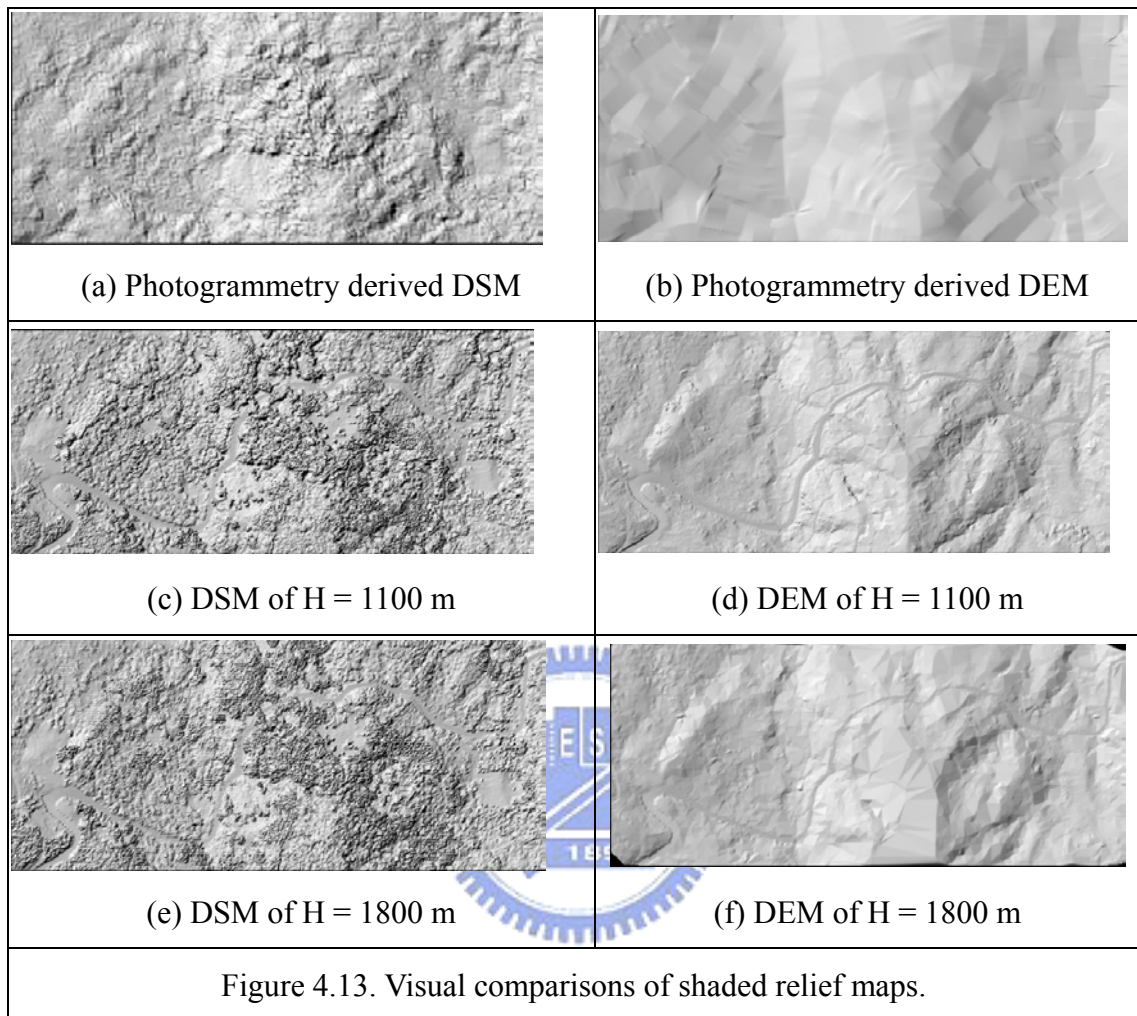 (a) Photogrammetry derived DSM
(b) Photogrammetry derived DEM
(c) DSM of H = 1100 m
(d) DEM of H = 1100 m
(e) DSM of H = 1800 m
(f) DEM of H = 1800 m
E S
Figure 4.13. Visual comparisons of shaded relief maps.